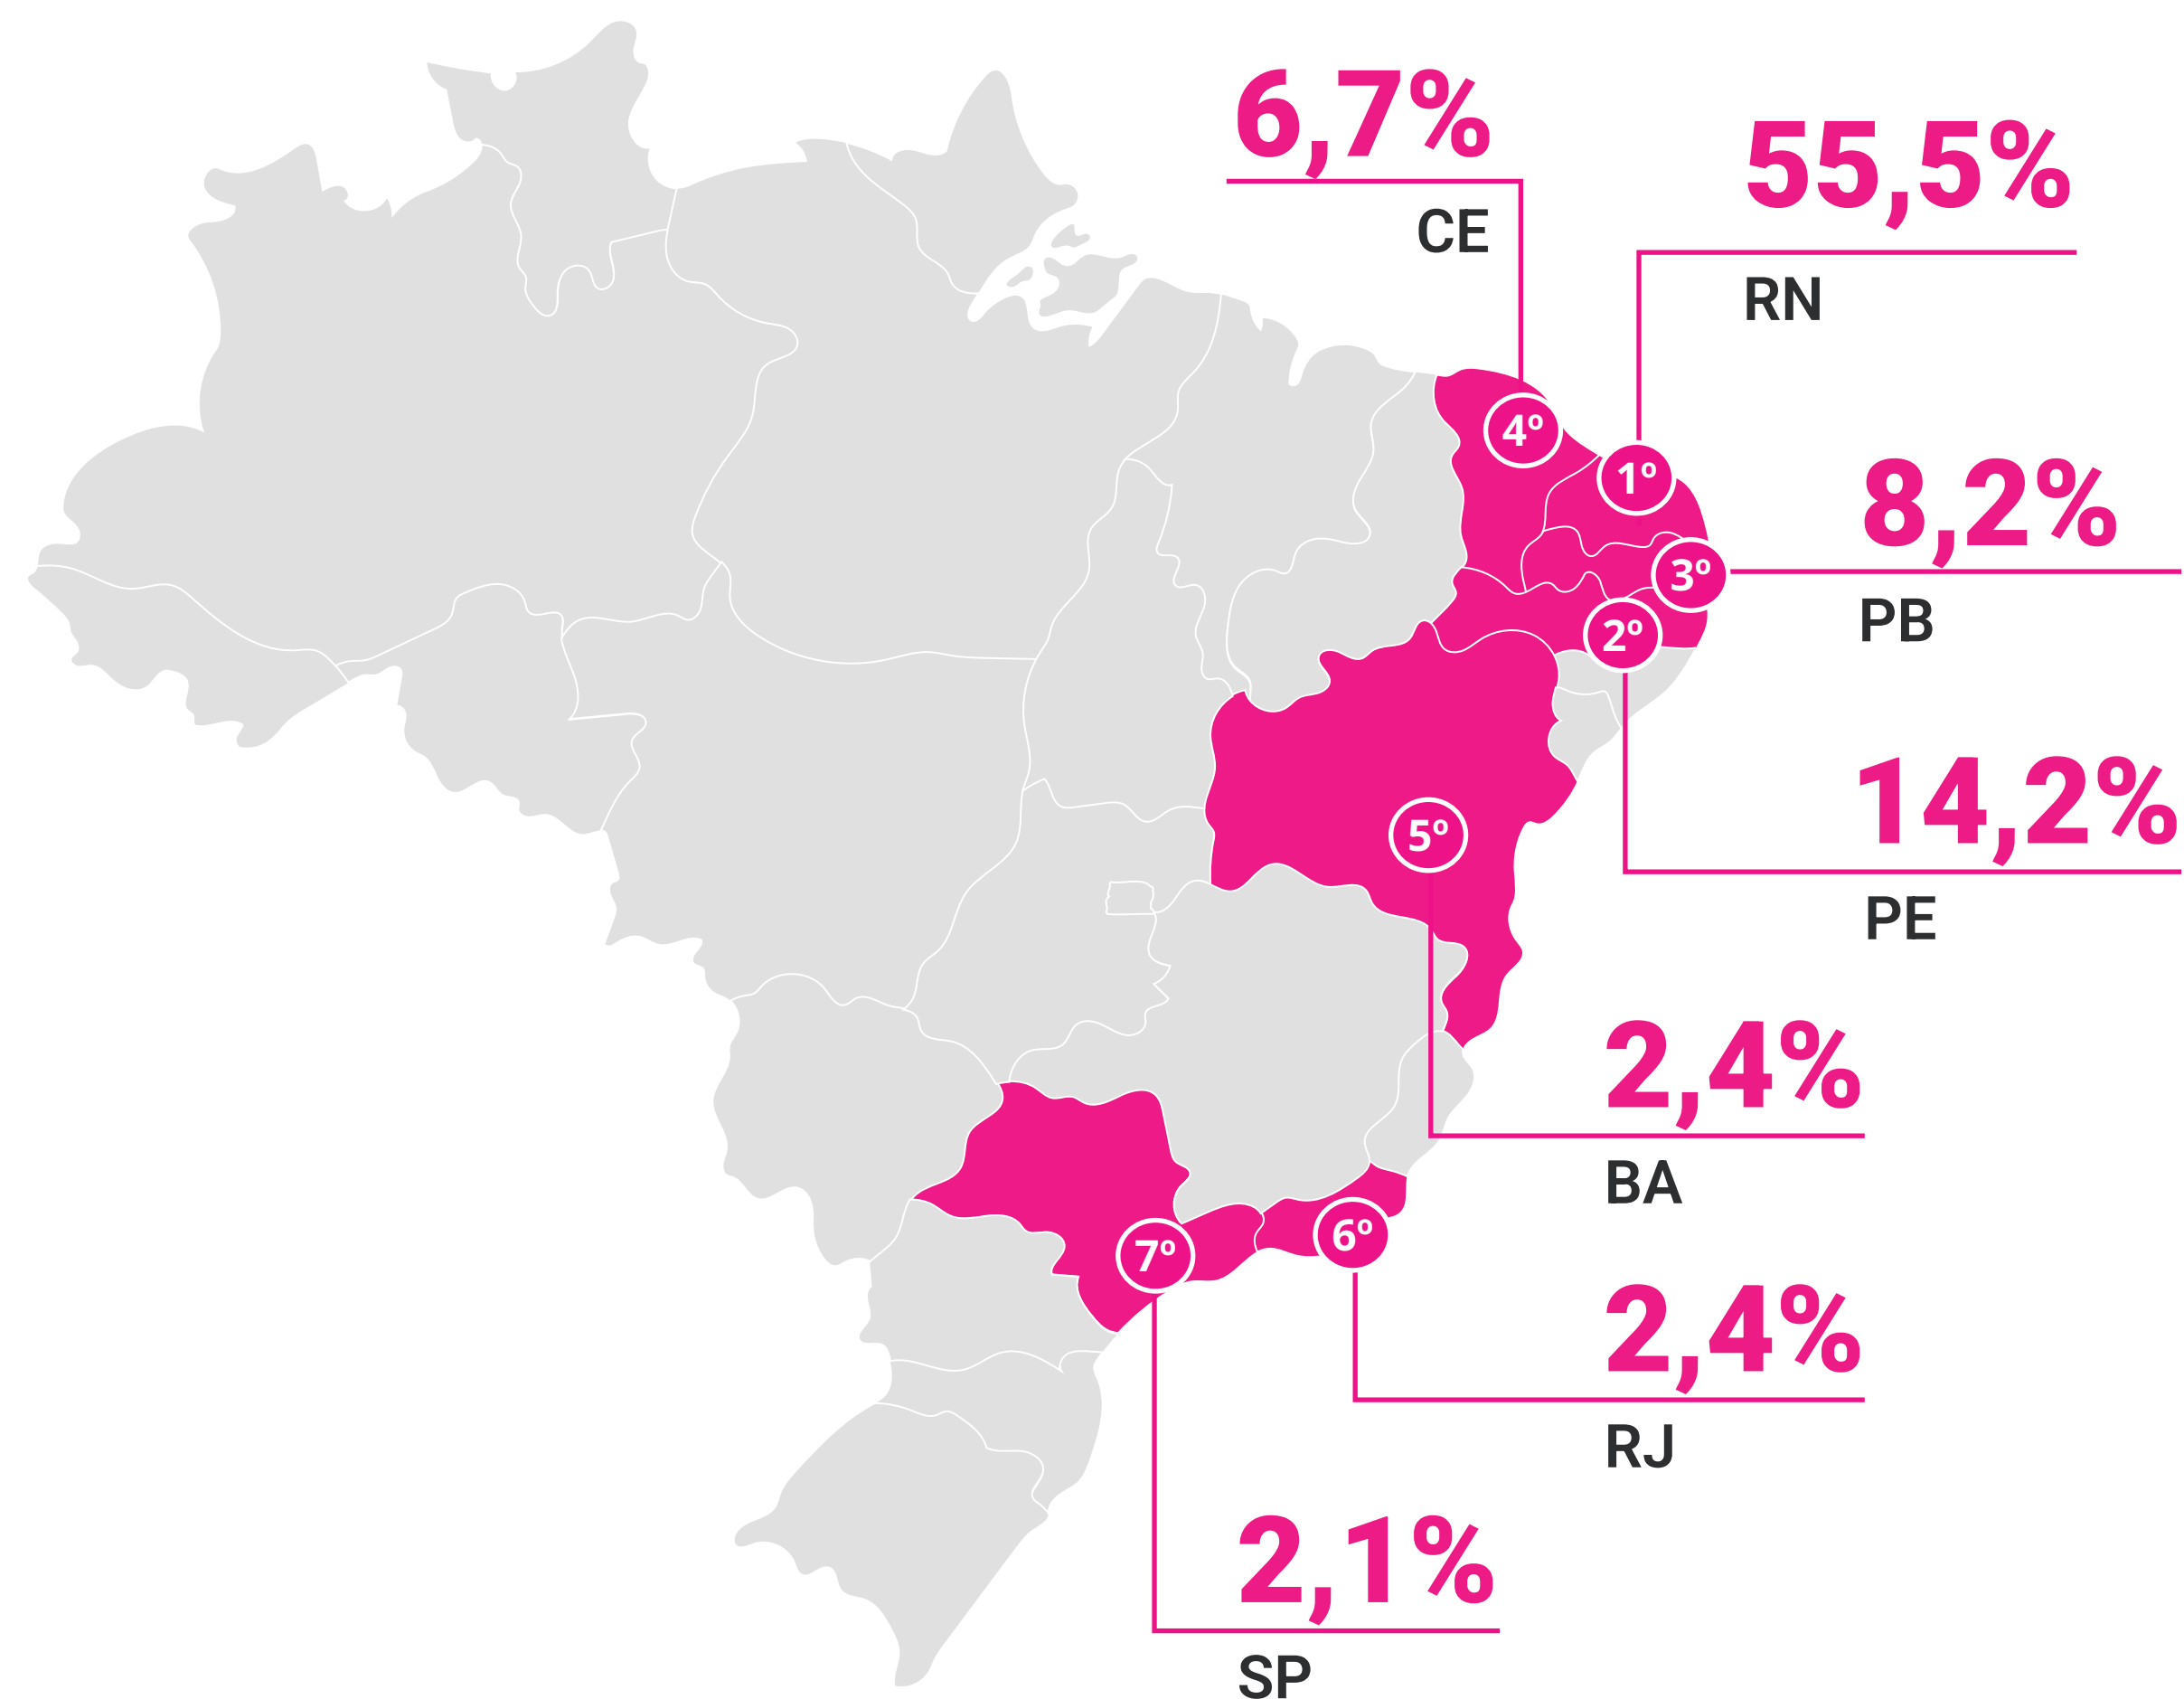 6,7%
CE
55,5%
RN
4º
1º
8,2%
PB
3º
2º
14,2%
PE
5º
2,4%
BA
6º
2,4%
RJ
7º
2,1%
SP